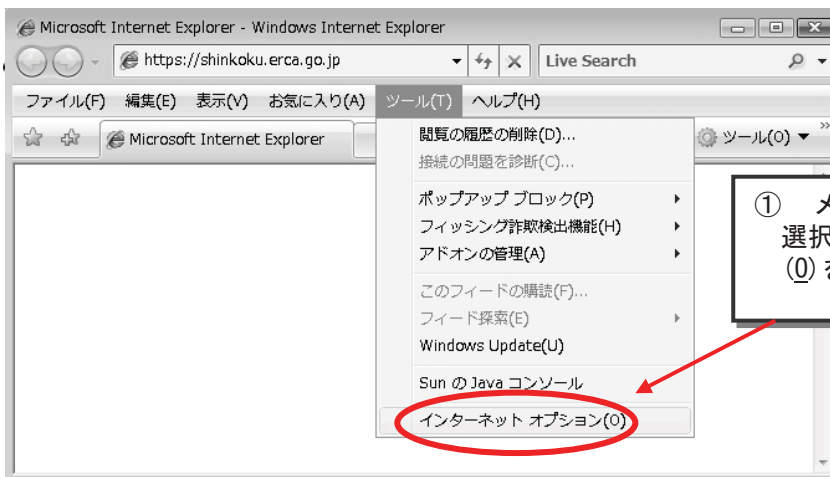 Microsoft Internet Explorer - Windows Internet Explorer
https://shinkoku.erca.go.jp
Live Search
ファイル(F) 編集(E) 表示(V) お気に入り(A) ツール(T) ヘルプ(H)
Microsoft Internet Explorer
ツール(O)
閲覧の履歴の削除(D)...
接続の問題を診断(C)...
ポップアップ ブロック(P)
フィッシング詐欺検出機能(H)
アドオンの管理(A)
このフィードの購読(F)...
フィード探索(E)
Windows Update(U)
Sun の Java コンソール
インターネット オプション(O)
① メ
選択
(O) を